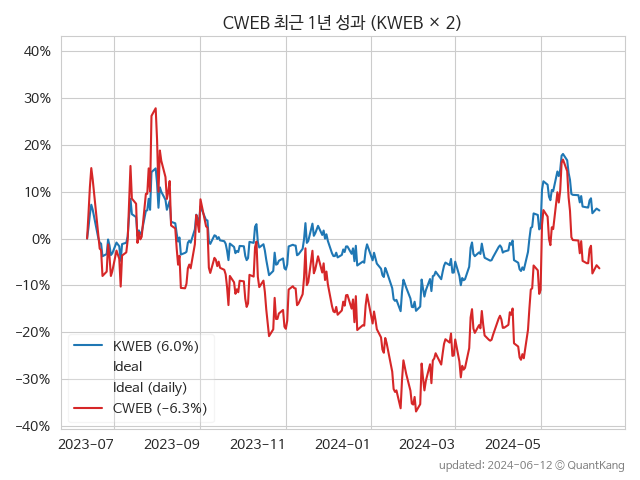 CWEB 최근 1년 성과 (KWEB × 2)
40%
30%
20%
10%
0%
−10%
−20%
−30%
−40%
KWEB (6.0%)
Ideal
Ideal (daily)
CWEB (−6.3%)
2023-07 2023-09 2023-11 2024-01 2024-03 2024-05
updated: 2024-06-12 © QuantKang